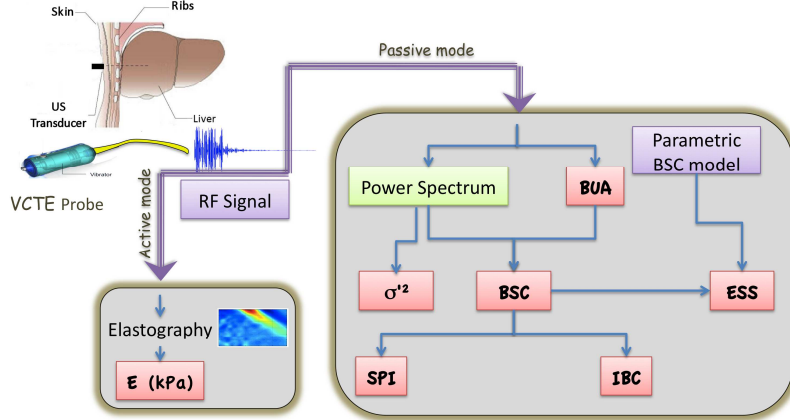 Skin
Ribs
US
Transducer
Liver
Vibrator
VCTE Probe
RF Signal
Passive mode
Active mode
Elastography
E (kPa)
Power Spectrum
BUA
Parametric
BSC model
σ'²
BSC
ESS
SPI
IBC